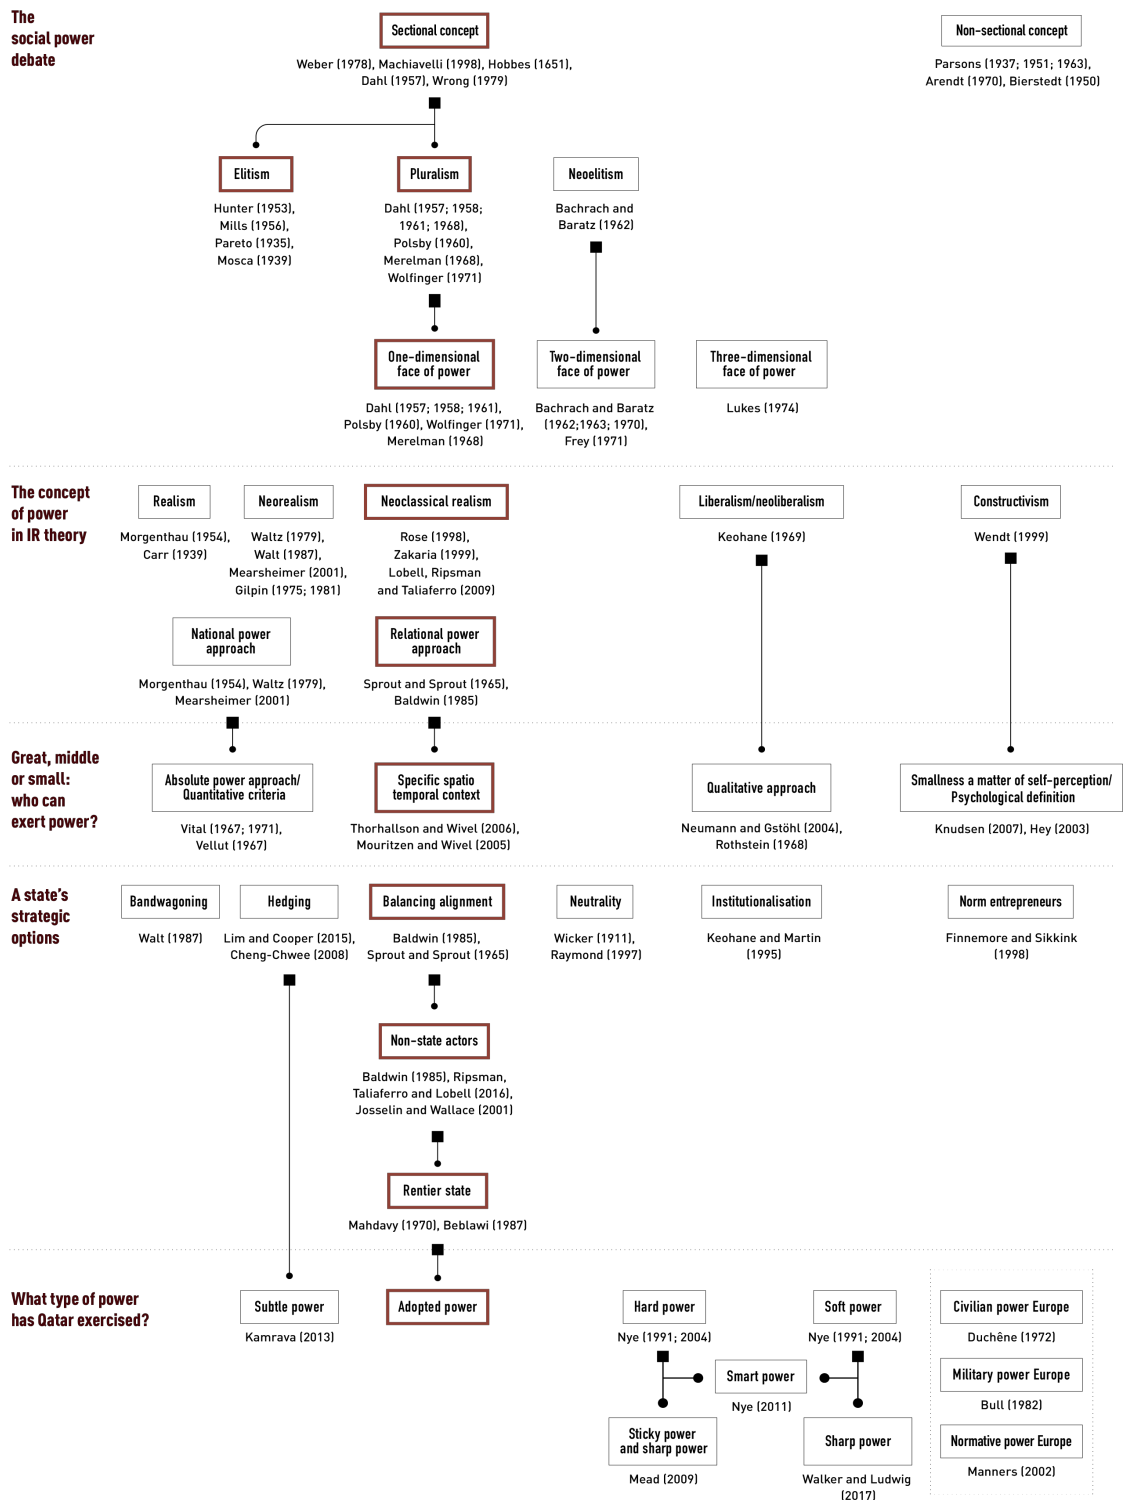 The
social power
debate
Sectional concept
Weber (1978), Machiavelli (1998), Hobbes (1651),
Dahl (1957), Wrong (1979)
Non-sectional concept
Parsons (1937; 1951; 1963),
Arendt (1970), Bierstedt (1950)
Elitism
Hunter (1953),
Mills (1956),
Pareto (1935),
Mosca (1939)
Pluralism
Dahl (1957; 1958;
1961; 1968),
Polsby (1960),
Merelman (1968),
Wolfinger (1971)
Neoelitism
Bachrach and
Baratz (1962)
One-dimensional
face of power
Dahl (1957; 1958; 1961),
Polsby (1960), Wolfinger (1971),
Merelman (1968)
Two-dimensional
face of power
Bachrach and Baratz
(1962;1963; 1970),
Frey (1971)
Three-dimensional
face of power
Lukes (1974)
The concept
of power
in IR theory
Realism
Morgenthau (1954),
Carr (1939)
Neorealism
Waltz (1979),
Walt (1987),
Mearsheimer (2001),
Gilpin (1975; 1981)
Neoclassical realism
Rose (1998),
Zakaria (1999),
Lobell, Ripsman
and Taliaferro (2009)
Liberalism/neoliberalism
Keohane (1969)
Constructivism
Wendt (1999)
National power
approach
Morgenthau (1954), Waltz (1979),
Mearsheimer (2001)
Relational power
approach
Sprout and Sprout (1965),
Baldwin (1985)
Great, middle
or small:
who can
exert power?
Absolute power approach/
Quantitative criteria
Vital (1967; 1971),
Vellut (1967)
Specific spatio
temporal context
Thorhallson and Wivel (2006),
Mouritzen and Wivel (2005)
Qualitative approach
Neumann and Gstöhl (2004),
Rothstein (1968)
Smallness a matter of self-perception/
Psychological definition
Knudsen (2007), Hey (2003)
A state's
strategic
options
Bandwagoning
Walt (1987)
Hedging
Lim and Cooper (2015),
Cheng-Chwee (2008)
Balancing alignment
Baldwin (1985),
Sprout and Sprout (1965)
Neutrality
Wicker (1911),
Raymond (1997)
Institutionalisation
Keohane and Martin
(1995)
Norm entrepreneurs
Finnemore and Sikkink
(1998)
Non-state actors
Baldwin (1985), Ripsman,
Taliaferro and Lobell (2016),
Josselin and Wallace (2001)
Rentier state
Mahdavy (1970), Beblawi (1987)
What type of power
has Qatar exercised?
Subtle power
Kamrava (2013)
Adopted power
Hard power
Nye (1991; 2004)
Soft power
Nye (1991; 2004)
Smart power
Nye (2011)
Sticky power
and sharp power
Mead (2009)
Sharp power
Walker and Ludwig
(2017)
Civilian power Europe
Duchêne (1972)
Military power Europe
Bull (1982)
Normative power Europe
Manners (2002)